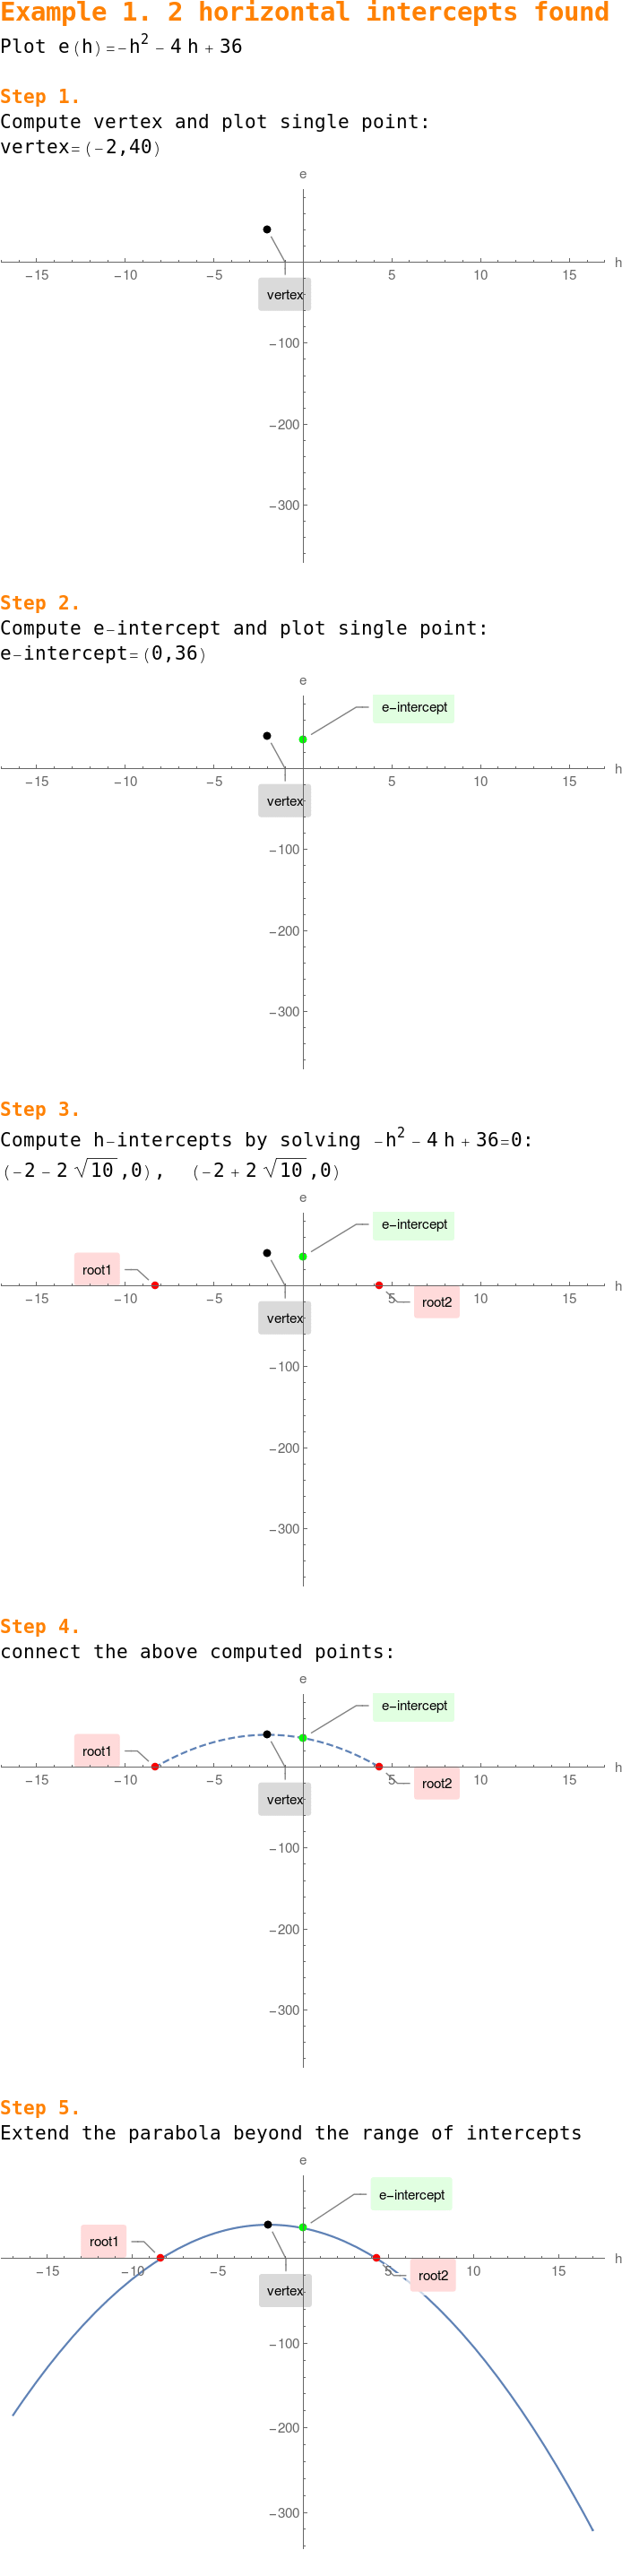 Example 1. 2 horizontal intercepts found
Plot e(h)=-h² - 4 h + 36
Step 1.
Compute vertex and plot single point:
vertex=(-2,40)
e
-15 -10 -5 5 10 15 h
vertex
-100
-200
-300
Step 2.
Compute e-intercept and plot single point:
e-intercept=(0,36)
e
e-intercept
-15 -10 -5 5 10 15 h
vertex
-100
-200
-300
Step 3.
Compute h-intercepts by solving -h² - 4 h + 36=0:
(-2 - 2 √10 ,0), (-2 + 2 √10 ,0)
e
e-intercept
root1
-15 -10 -5 5 10 15 h
root2
vertex
-100
-200
-300
Step 4.
connect the above computed points:
e
e-intercept
root1
-15 -10 -5 5 10 15 h
root2
vertex
-100
-200
-300
Step 5.
Extend the parabola beyond the range of intercepts
e
e-intercept
root1
-15 -10 -5 5 10 15 h
root2
vertex
-100
-200
-300